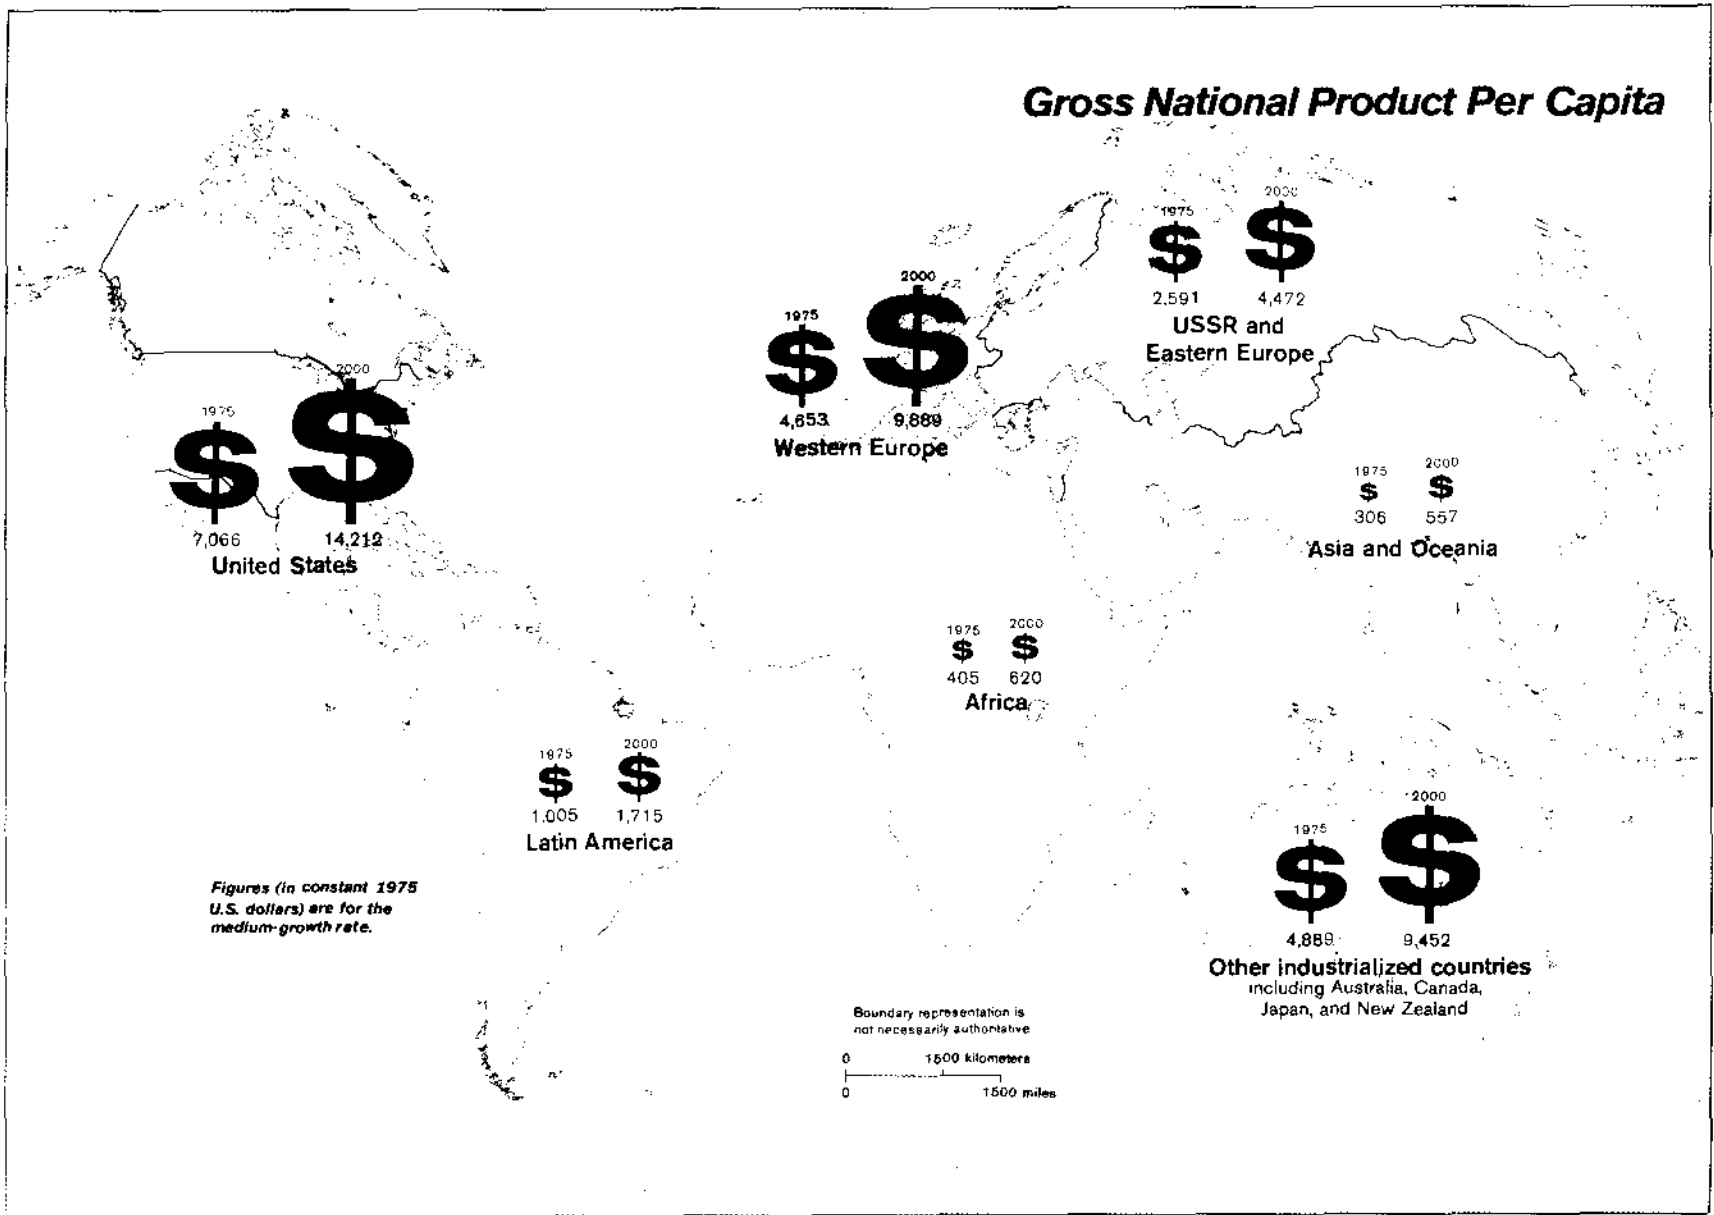 Gross National Product Per Capita
1975 2000
$ $
2,591 4,472
USSR and
Eastern Europe
1975 2000
$ $
4,653 9,889
Western Europe
1975 2000
$ $
7,066 14,212
United States
1975 2000
$ $
306 557
Asia and Oceania
1975 2000
$ $
405 620
Africa
1975 2000
$ $
1,005 1,715
Latin America
1975 2000
$ $
4,889 9,452
Other industrialized countries
including Australia, Canada,
Japan, and New Zealand
Figures (in constant 1975
U.S. dollars) are for the
medium-growth rate.
Boundary representation is
not necessarily authoritative
0 1500 kilometers
0 1500 miles